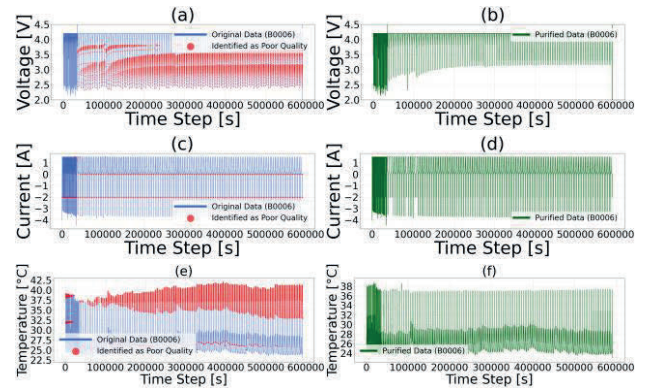 (a)
(b)
Voltage [V]
4.5
4.0
3.5
3.0
2.5
2.0
Original Data (B0006)
Identified as Poor Quality
0 100000 200000 300000 400000 500000 600000
Time Step [s]
Voltage [V]
4.5
4.0
3.5
3.0
2.5
2.0
Purified Data (B0006)
0 100000 200000 300000 400000 500000 600000
Time Step [s]
(c)
(d)
Current [A]
1
0
−1
−2
−3
−4
Original Data (B0006)
Identified as Poor Quality
0 100000 200000 300000 400000 500000 600000
Time Step [s]
Current [A]
1
0
−1
−2
−3
−4
Purified Data (B0006)
0 100000 200000 300000 400000 500000 600000
Time Step [s]
(e)
(f)
Temperature [°C]
42.5
40.0
37.5
35.0
32.5
30.0
27.5
25.0
22.5
Original Data (B0006)
Identified as Poor Quality
0 100000 200000 300000 400000 500000 600000
Time Step [s]
Temperature [°C]
38
36
34
32
30
28
26
24
Purified Data (B0006)
0 100000 200000 300000 400000 500000 600000
Time Step [s]